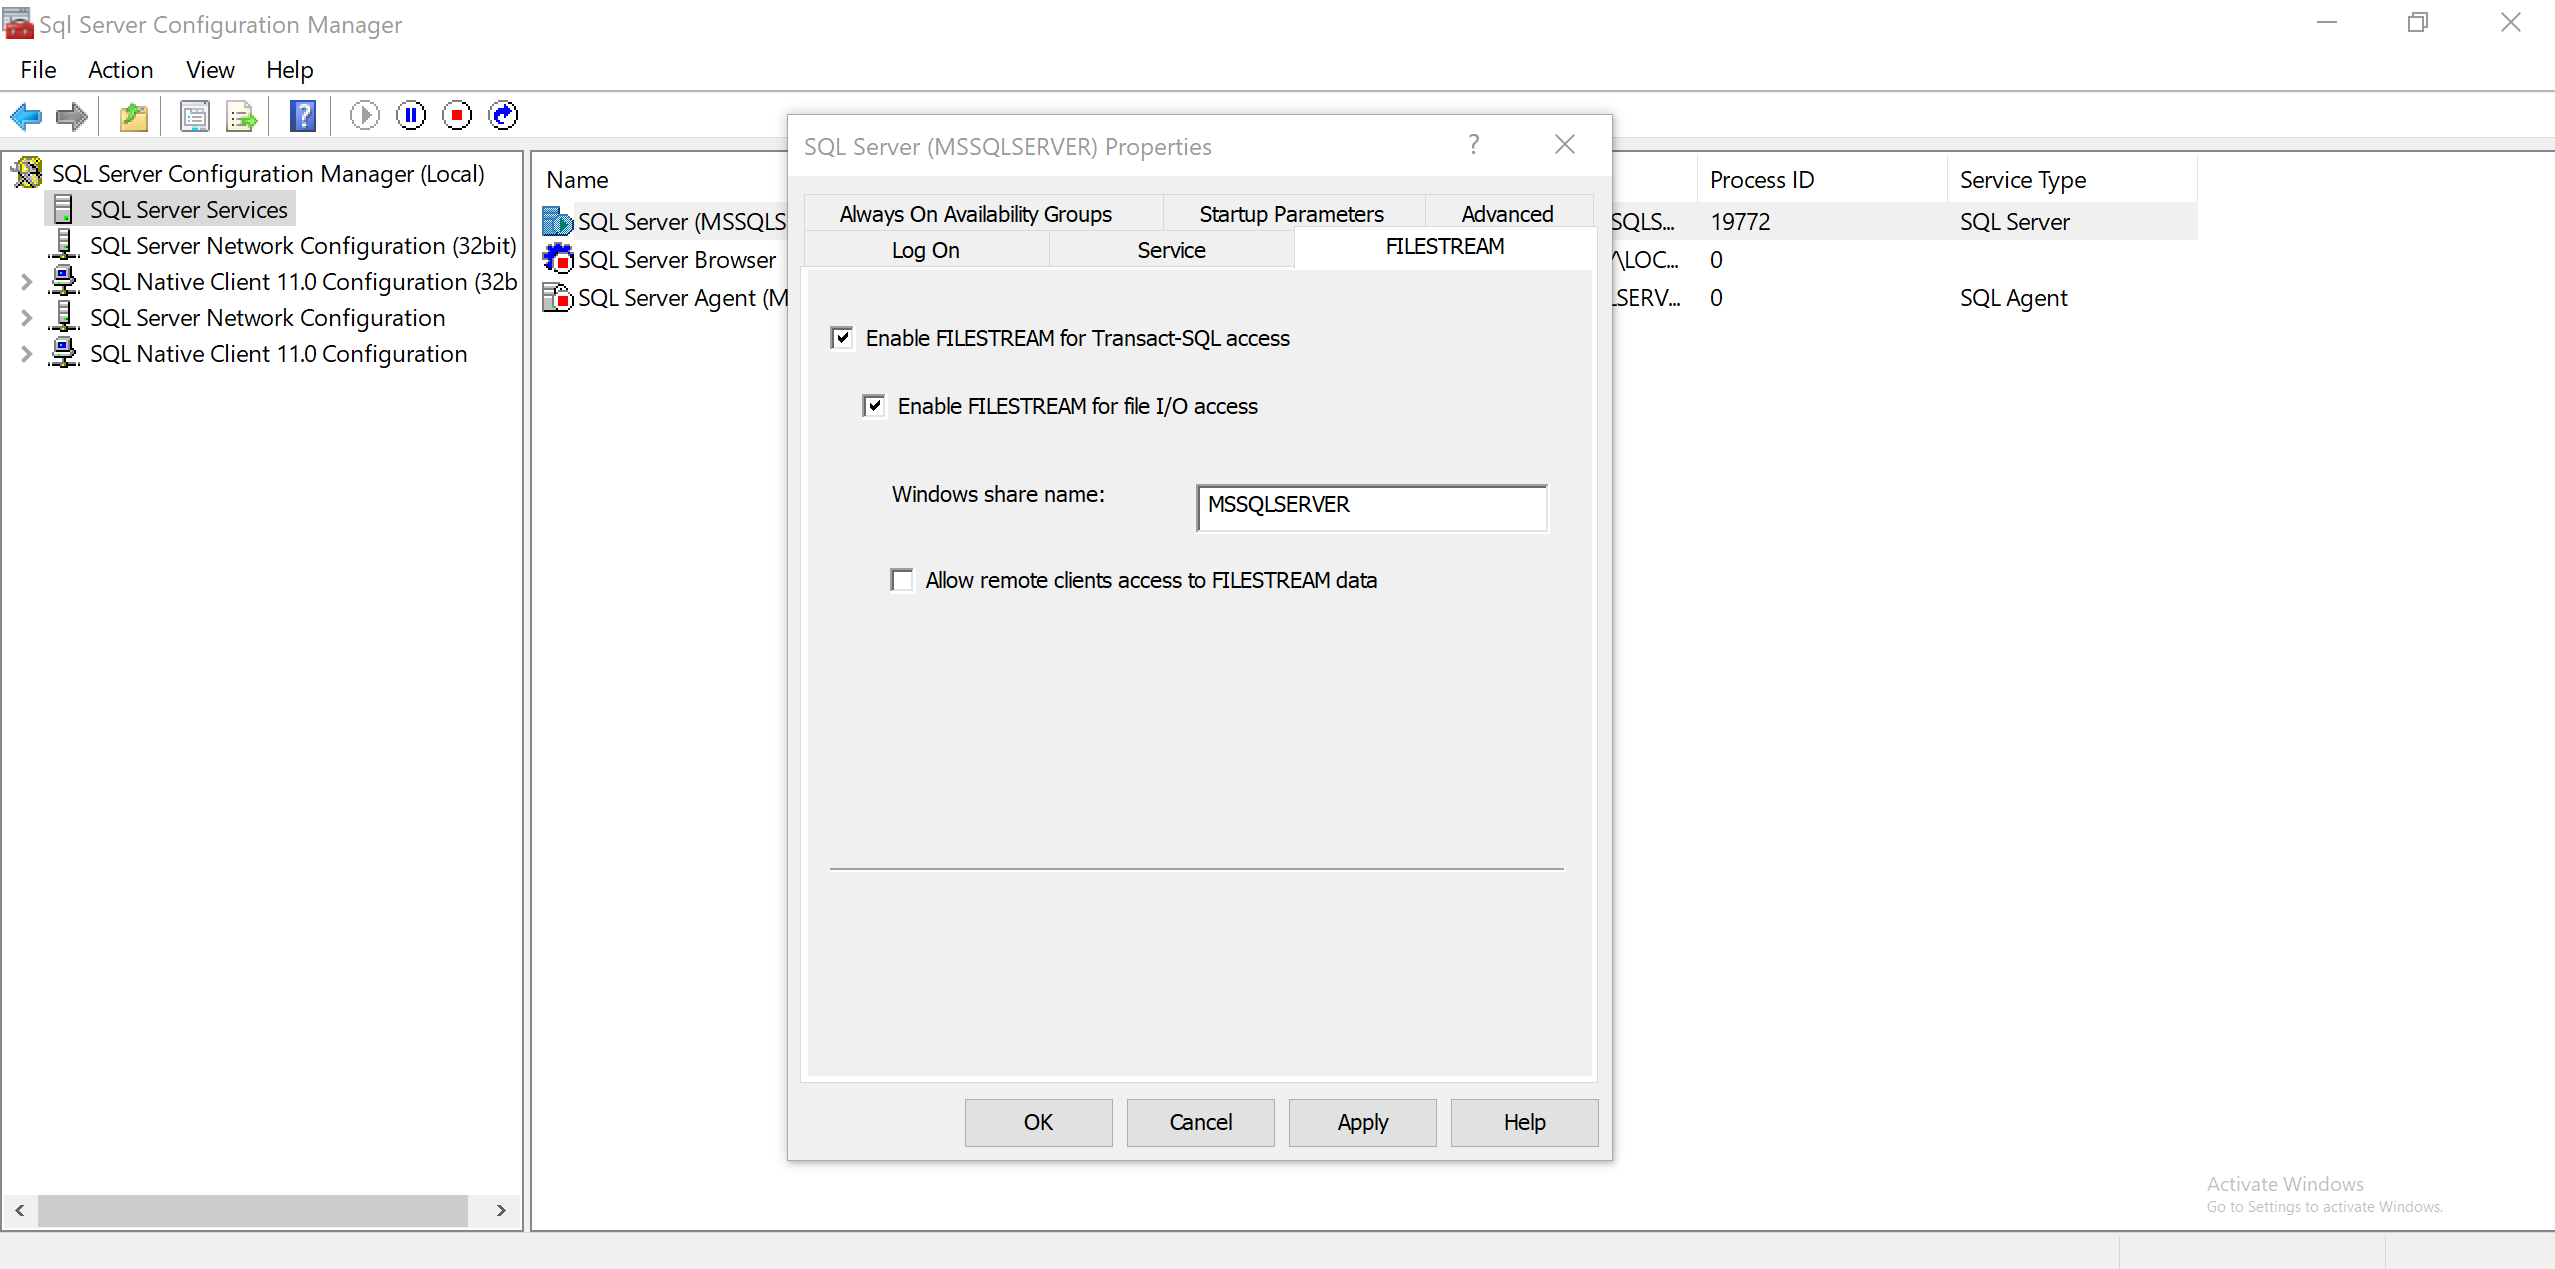 Sql Server Configuration Manager
File Action View Help
SQL Server Configuration Manager (Local)
SQL Server Services
SQL Server Network Configuration (32bit)
SQL Native Client 11.0 Configuration (32b
SQL Server Network Configuration
SQL Native Client 11.0 Configuration
Name
SQL Server (MSSQLS
SQL Server Browser
SQL Server Agent (M
SQL Server (MSSQLSERVER) Properties
?
Always On Availability Groups Startup Parameters Advanced
Log On Service FILESTREAM
Enable FILESTREAM for Transact-SQL access
Enable FILESTREAM for file I/O access
Windows share name: MSSQLSERVER
Allow remote clients access to FILESTREAM data
OK Cancel Apply Help
Process ID Service Type
SQLS... 19772 SQL Server
\LOC... 0
LSERV... 0 SQL Agent
Activate Windows
Go to Settings to activate Windows.